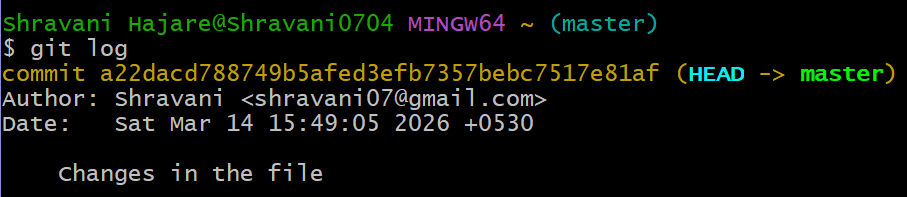 Shravani Hajare@Shravani0704 MINGW64 ~ (master)
$ git log
commit a22dacd788749b5afed3efb7357bebc7517e81af (HEAD -> master)
Author: Shravani <shravani07@gmail.com>
Date:   Sat Mar 14 15:49:05 2026 +0530
    Changes in the file